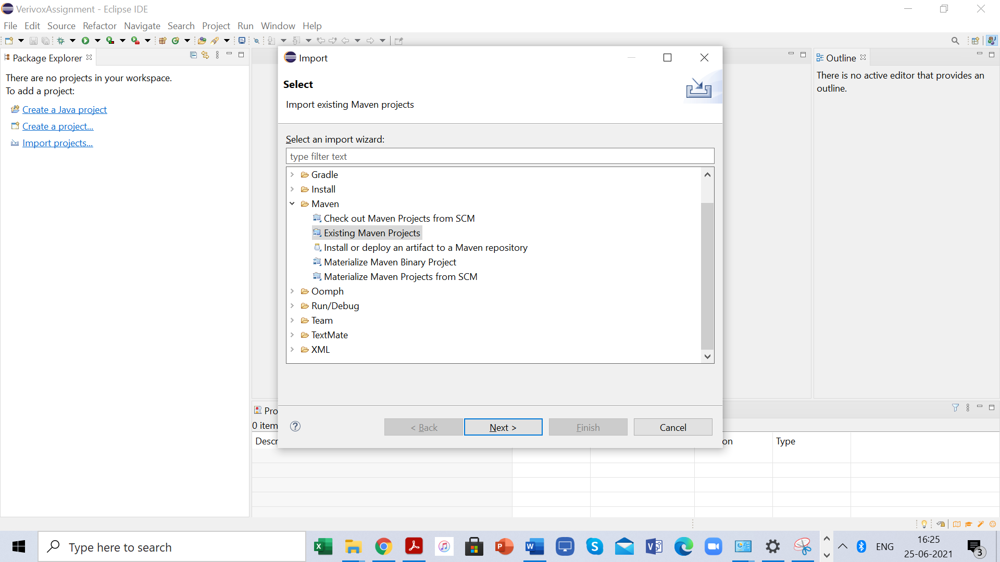 VerivoxAssignment - Eclipse IDE
File Edit Source Refactor Navigate Search Project Run Window Help
Package Explorer
There are no projects in your workspace.
To add a project:
Create a Java project
Create a project...
Import projects...
Import
Select
Import existing Maven projects
Select an import wizard:
type filter text
Gradle
Install
Maven
Check out Maven Projects from SCM
Existing Maven Projects
Install or deploy an artifact to a Maven repository
Materialize Maven Binary Project
Materialize Maven Projects from SCM
Oomph
Run/Debug
Team
TextMate
XML
< Back Next > Finish Cancel
Outline
There is no active editor that provides an
outline.
Pro
0 item
Descr on Type
Type here to search
ENG
16:25
25-06-2021
3